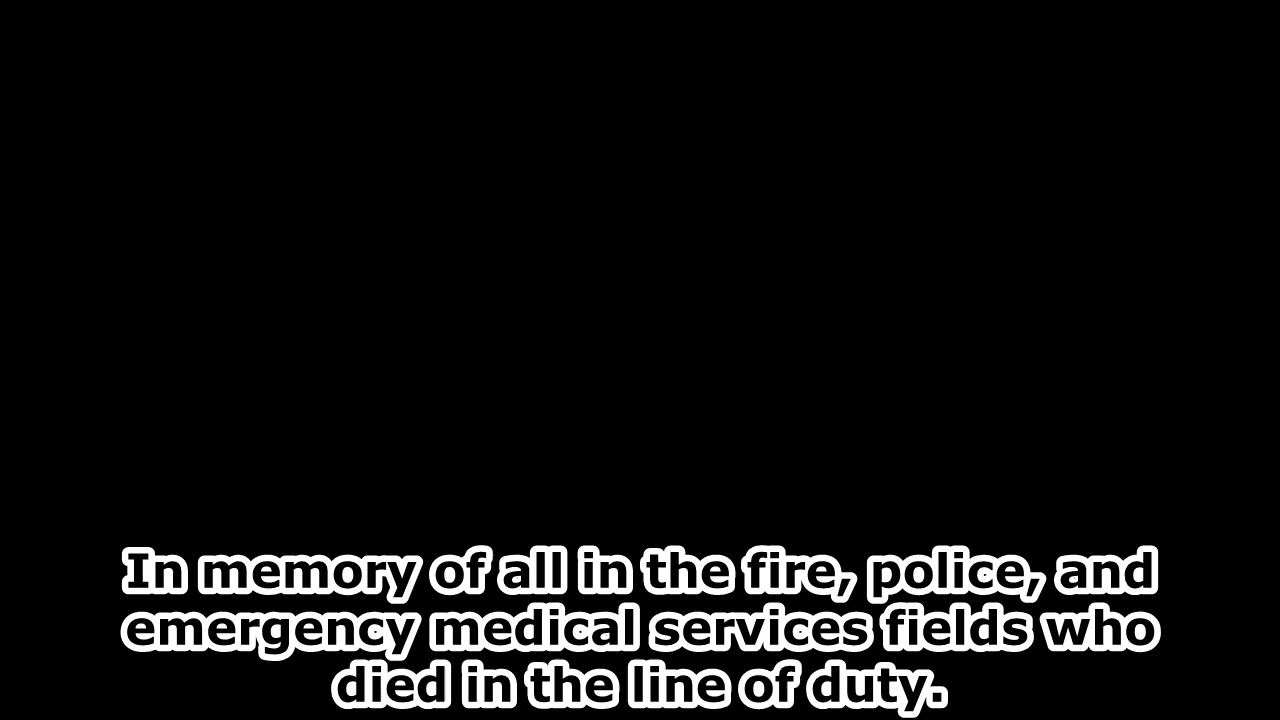 In memory of all in the fire, police, and
emergency medical services fields who
died in the line of duty.